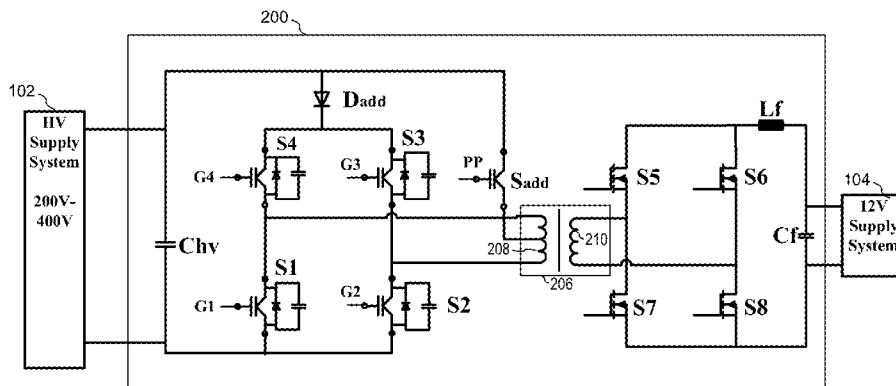 200
102
HV
Supply
System
200V-
400V
Dadd
S4
S3
G4
G3
PP
Sadd
Chv
S1
G1
G2
S2
208
210
206
S5
S6
S7
S8
Lf
Cf
104
12V
Supply
System